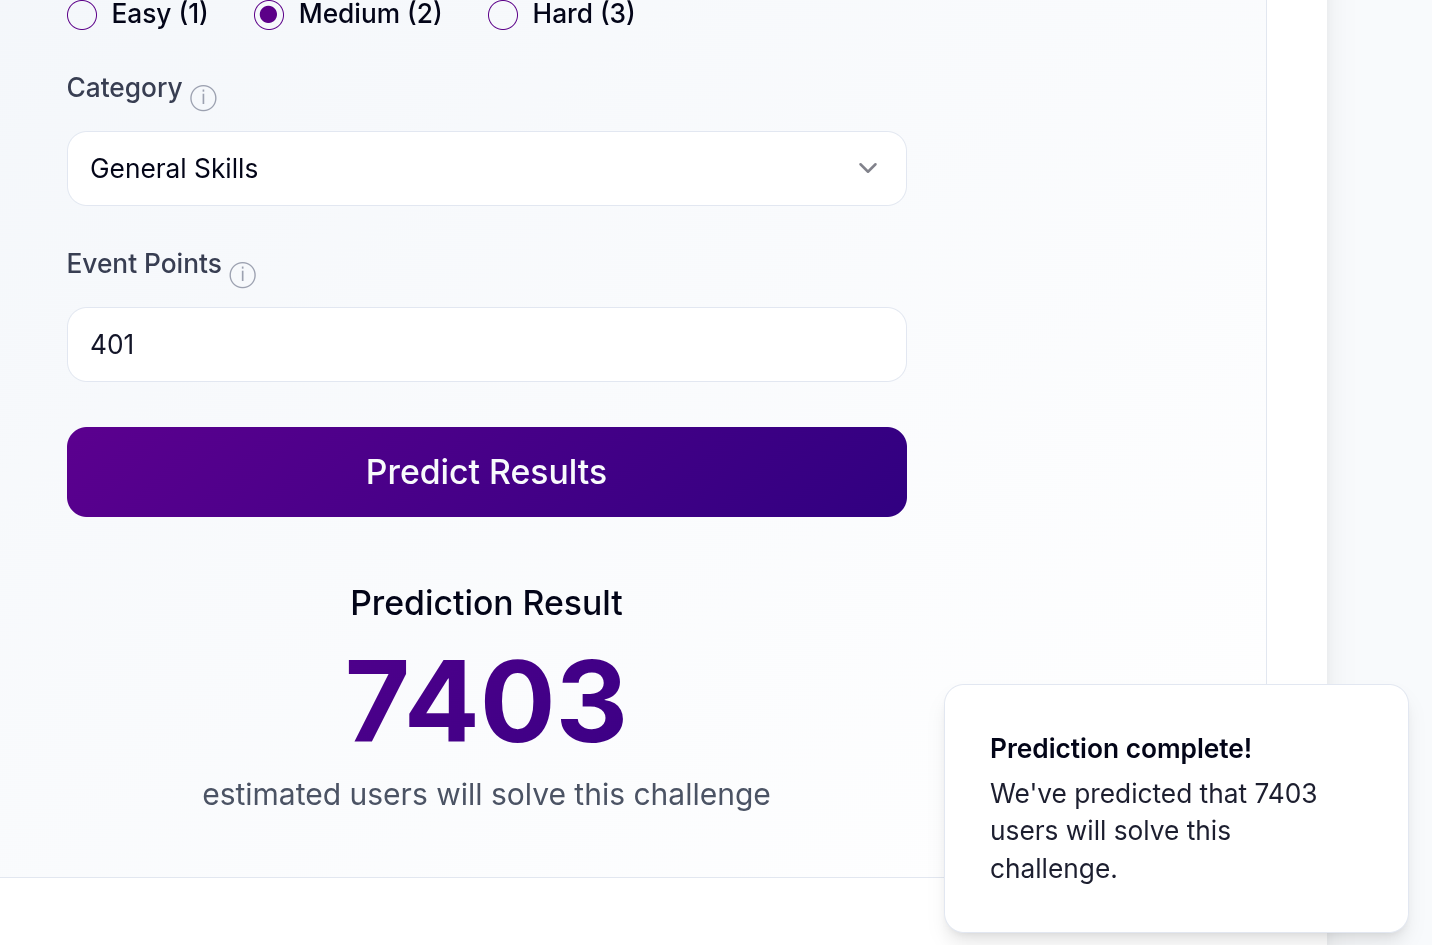 Easy (1) Medium (2) Hard (3)
Category
General Skills
Event Points
401
Predict Results
Prediction Result
7403
estimated users will solve this challenge
Prediction complete!
We've predicted that 7403
users will solve this
challenge.